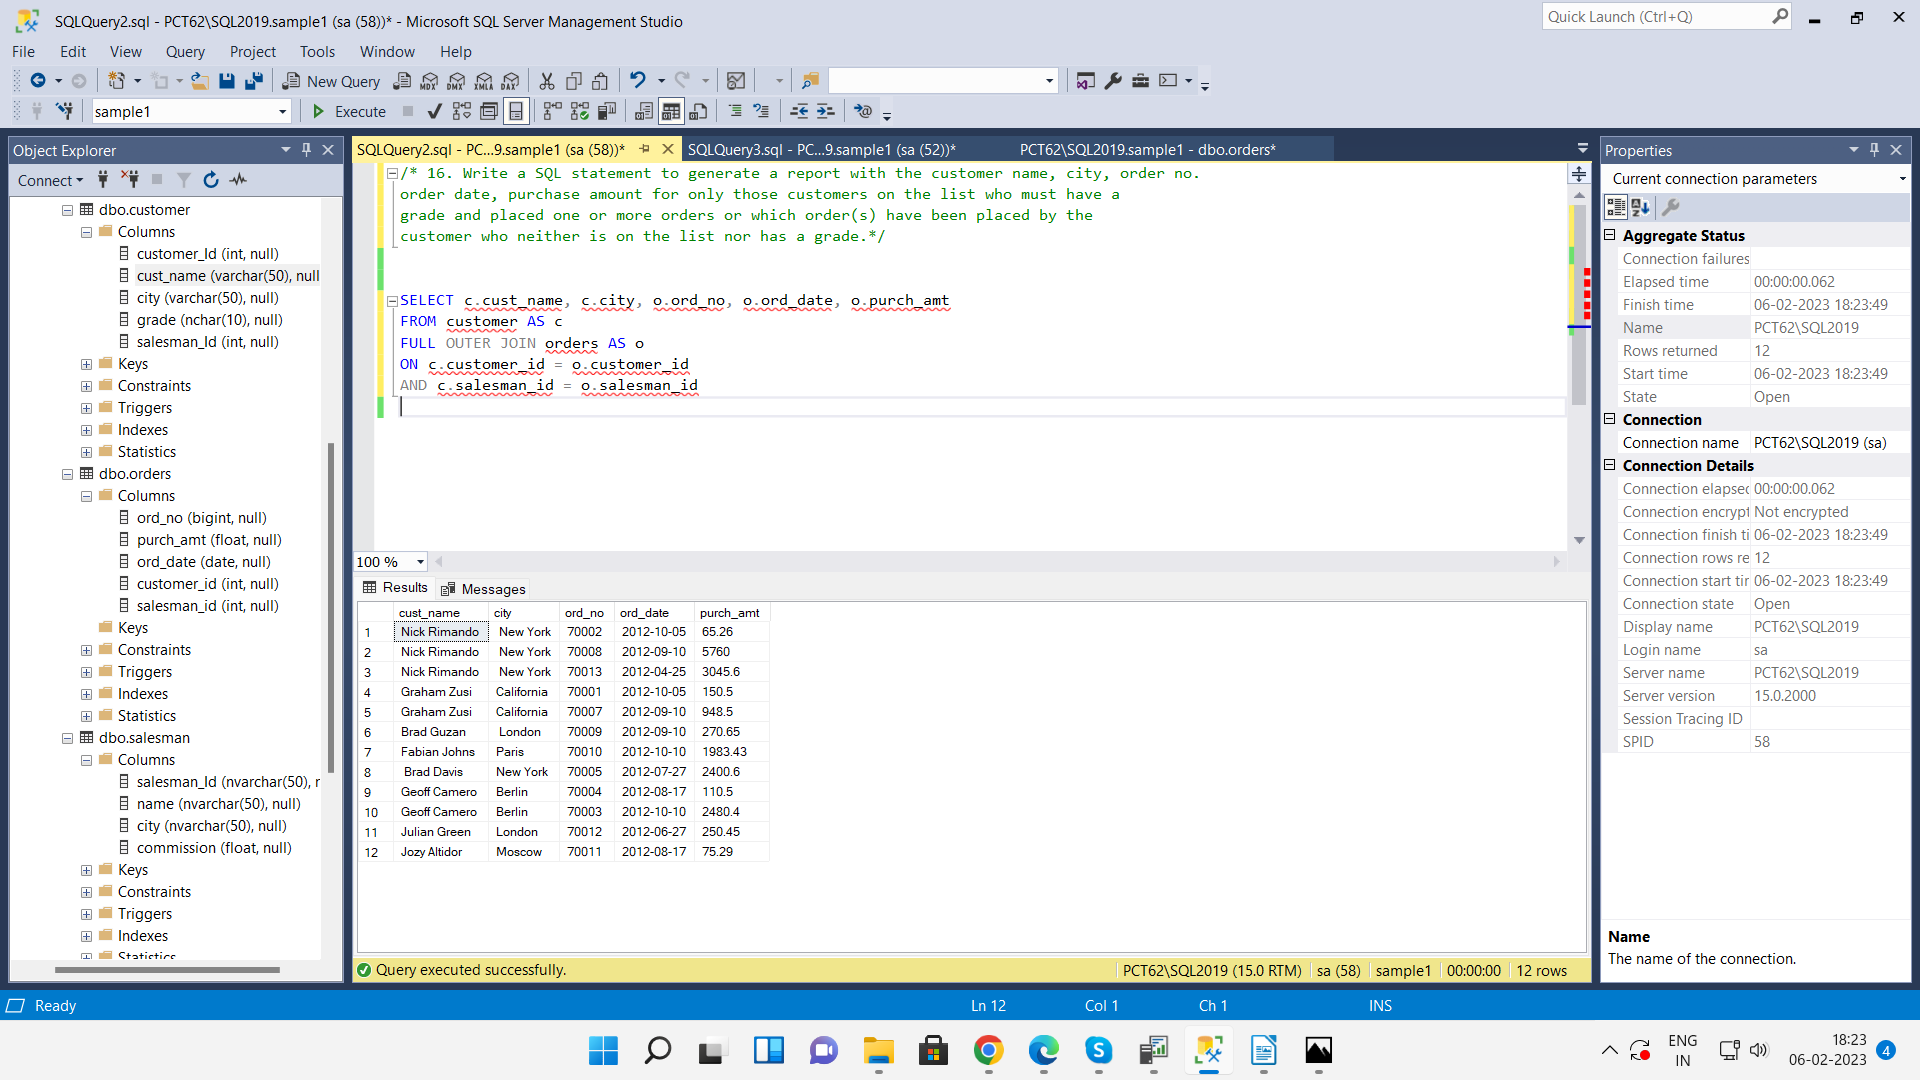 SQLQuery2.sql - PCT62\SQL2019.sample1 (sa (58))* - Microsoft SQL Server Management Studio
Quick Launch (Ctrl+Q)
File Edit View Query Project Tools Window Help
New Query
MDX DMX XMLA DAX
sample1
Execute
Object Explorer
Connect
dbo.customer
Columns
customer_Id (int, null)
cust_name (varchar(50), null
city (varchar(50), null)
grade (nchar(10), null)
salesman_Id (int, null)
Keys
Constraints
Triggers
Indexes
Statistics
dbo.orders
Columns
ord_no (bigint, null)
purch_amt (float, null)
ord_date (date, null)
customer_id (int, null)
salesman_id (int, null)
Keys
Constraints
Triggers
Indexes
Statistics
dbo.salesman
Columns
salesman_Id (nvarchar(50), r
name (nvarchar(50), null)
city (nvarchar(50), null)
commission (float, null)
Keys
Constraints
Triggers
Indexes
Statistics
SQLQuery2.sql - PC...9.sample1 (sa (58))*
SQLQuery3.sql - PC...9.sample1 (sa (52))*
PCT62\SQL2019.sample1 - dbo.orders*
/* 16. Write a SQL statement to generate a report with the customer name, city, order no.
order date, purchase amount for only those customers on the list who must have a
grade and placed one or more orders or which order(s) have been placed by the
customer who neither is on the list nor has a grade.*/
SELECT c.cust_name, c.city, o.ord_no, o.ord_date, o.purch_amt
FROM customer AS c
FULL OUTER JOIN orders AS o
ON c.customer_id = o.customer_id
AND c.salesman_id = o.salesman_id
100 %
Results Messages
cust_name city ord_no ord_date purch_amt
1 Nick Rimando New York 70002 2012-10-05 65.26
2 Nick Rimando New York 70008 2012-09-10 5760
3 Nick Rimando New York 70013 2012-04-25 3045.6
4 Graham Zusi California 70001 2012-10-05 150.5
5 Graham Zusi California 70007 2012-09-10 948.5
6 Brad Guzan London 70009 2012-09-10 270.65
7 Fabian Johns Paris 70010 2012-10-10 1983.43
8 Brad Davis New York 70005 2012-07-27 2400.6
9 Geoff Camero Berlin 70004 2012-08-17 110.5
10 Geoff Camero Berlin 70003 2012-10-10 2480.4
11 Julian Green London 70012 2012-06-27 250.45
12 Jozy Altidor Moscow 70011 2012-08-17 75.29
Query executed successfully.
PCT62\SQL2019 (15.0 RTM) sa (58) sample1 00:00:00 12 rows
Properties
Current connection parameters
Aggregate Status
Connection failures
Elapsed time 00:00:00.062
Finish time 06-02-2023 18:23:49
Name PCT62\SQL2019
Rows returned 12
Start time 06-02-2023 18:23:49
State Open
Connection
Connection name PCT62\SQL2019 (sa)
Connection Details
Connection elapsed 00:00:00.062
Connection encrypt Not encrypted
Connection finish ti 06-02-2023 18:23:49
Connection rows re 12
Connection start tir 06-02-2023 18:23:49
Connection state Open
Display name PCT62\SQL2019
Login name sa
Server name PCT62\SQL2019
Server version 15.0.2000
Session Tracing ID
SPID 58
Name
The name of the connection.
Ready
Ln 12 Col 1 Ch 1 INS
ENG
IN
18:23
06-02-2023
4